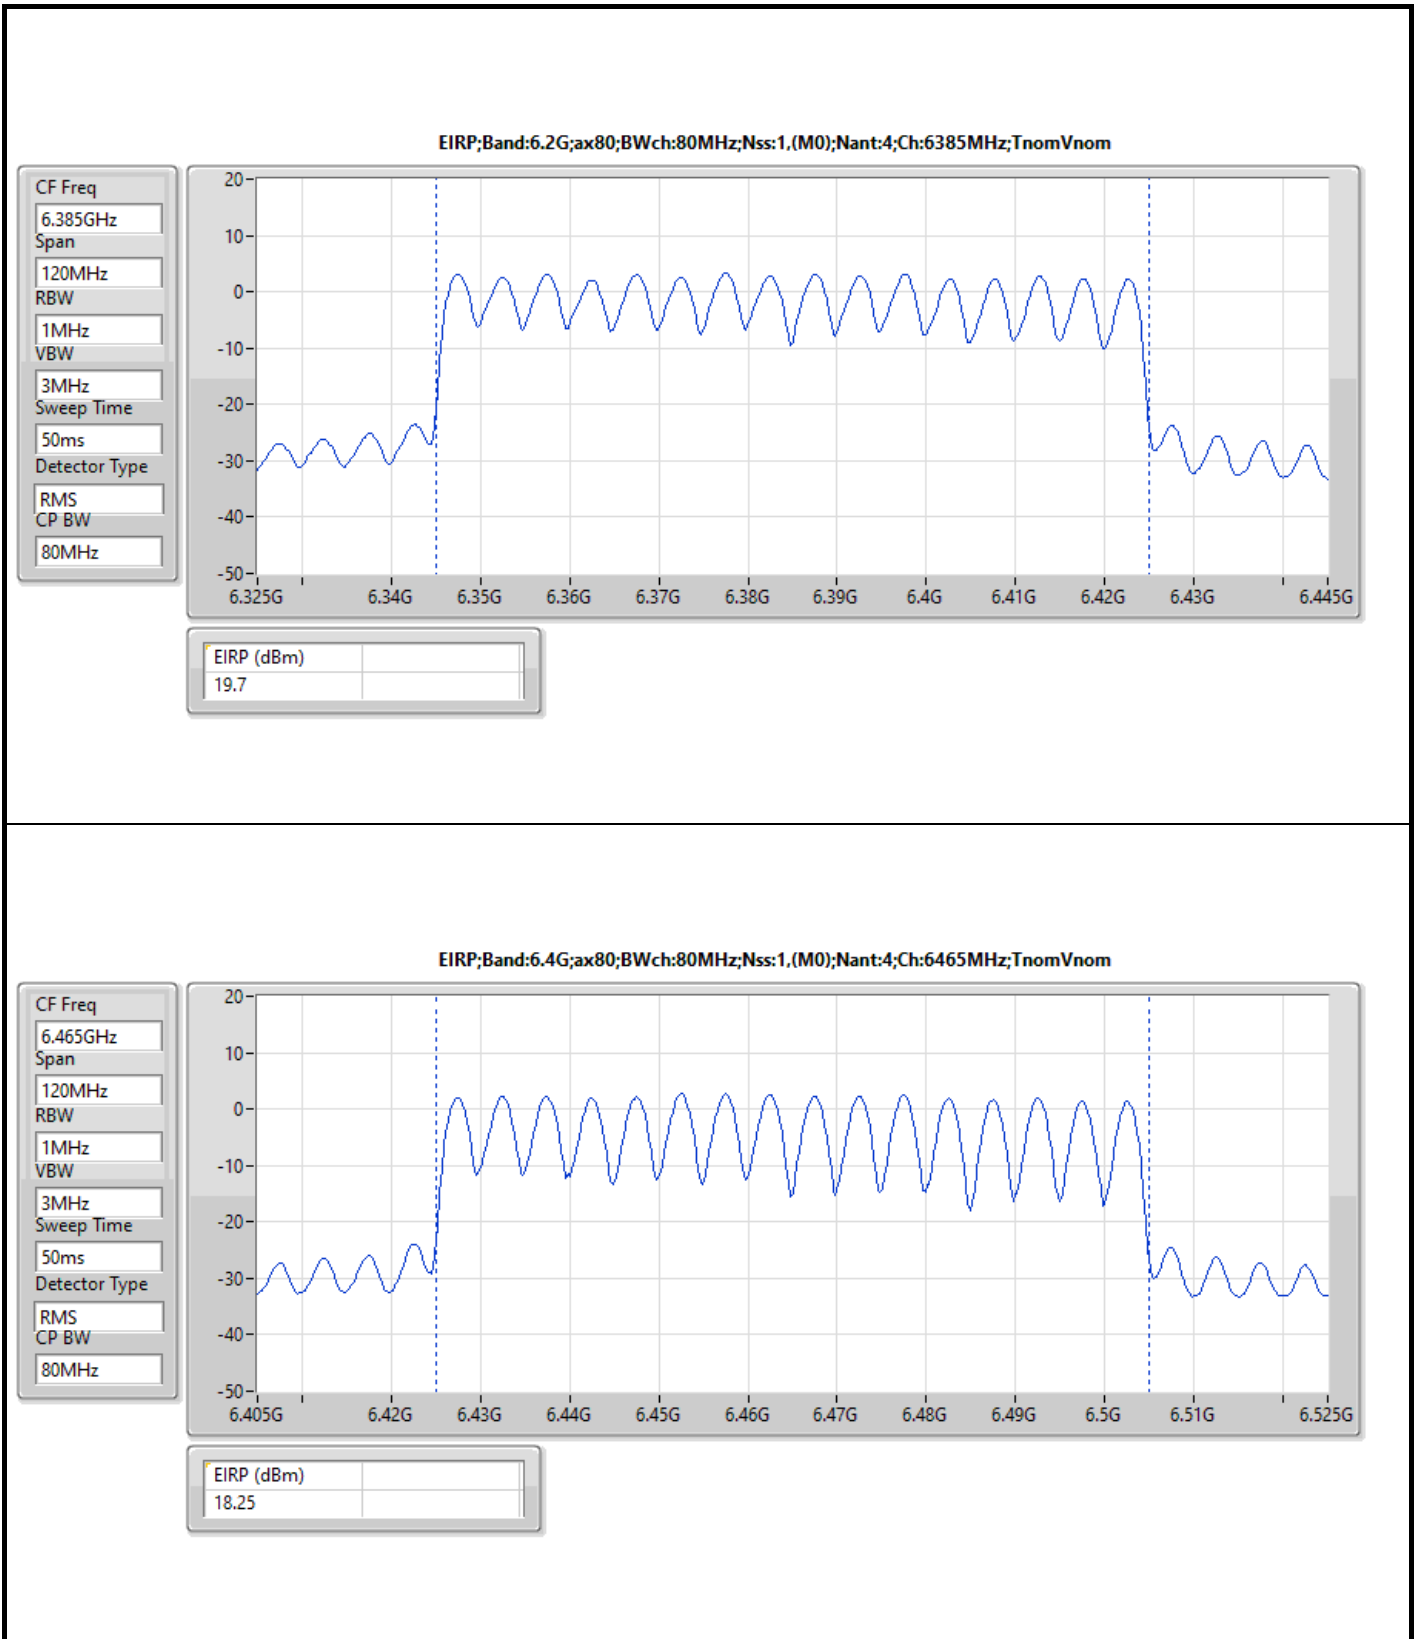 EIRP;Band:6.2G;ax80;BWch:80MHz;Nss:1,(M0);Nant:4;Ch:6385MHz;TnomVnom
CF Freq
6.385GHz
Span
120MHz
RBW
1MHz
VBW
3MHz
Sweep Time
50ms
Detector Type
RMS
CP BW
80MHz
20
10
0
-10
-20
-30
-40
-50
6.325G 6.34G 6.35G 6.36G 6.37G 6.38G 6.39G 6.4G 6.41G 6.42G 6.43G 6.445G
EIRP (dBm)
19.7
EIRP;Band:6.4G;ax80;BWch:80MHz;Nss:1,(M0);Nant:4;Ch:6465MHz;TnomVnom
CF Freq
6.465GHz
Span
120MHz
RBW
1MHz
VBW
3MHz
Sweep Time
50ms
Detector Type
RMS
CP BW
80MHz
20
10
0
-10
-20
-30
-40
-50
6.405G 6.42G 6.43G 6.44G 6.45G 6.46G 6.47G 6.48G 6.49G 6.5G 6.51G 6.525G
EIRP (dBm)
18.25